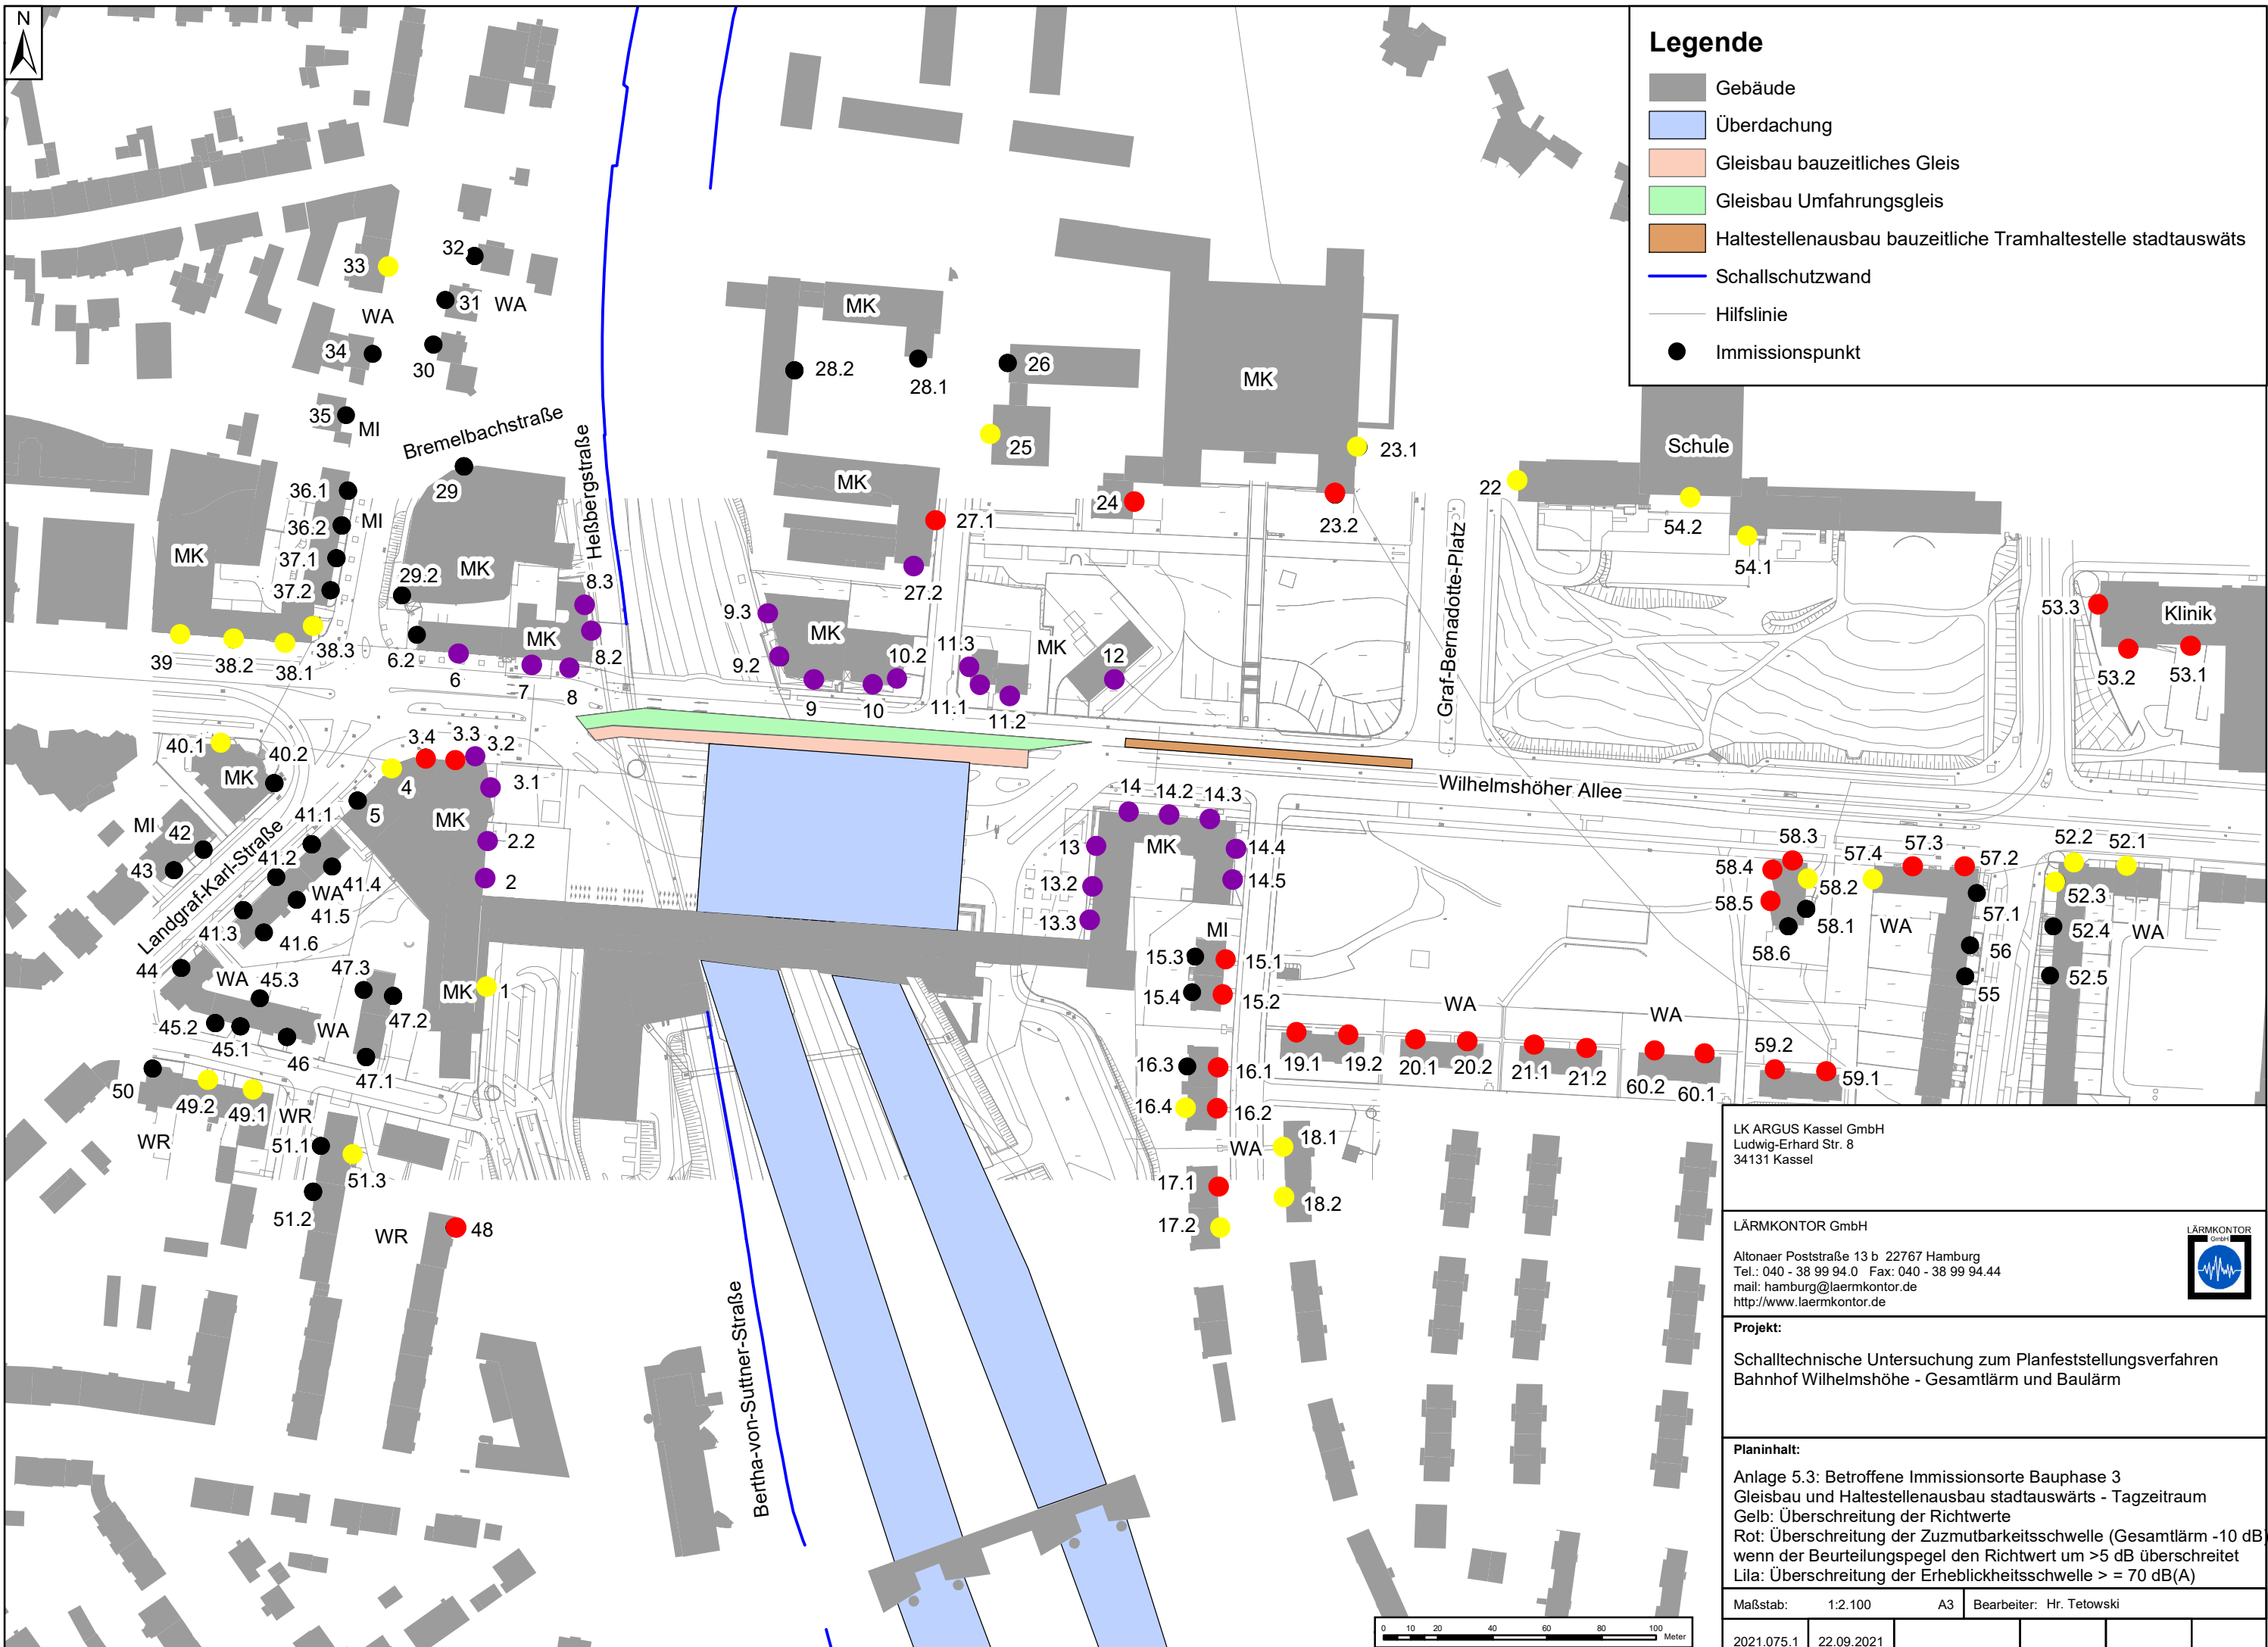 N
Legende
Gebäude
Überdachung
Gleisbau bauzeitliches Gleis
Gleisbau Umfahrungsgleis
Haltestellenausbau bauzeitliche Tramhaltestelle stadtauswäts
Schallschutzwand
Hilfslinie
Immissionspunkt
32
33
31
WA
WA
34
30
35
MI
Bremelbachstraße
Heßbergstraße
MK
28.2
28.1
26
MK
25
23.1
Schule
29
36.1
36.2
MI
37.1
37.2
MK
29.2
MK
MK
24
27.1
23.2
22
54.2
54.1
Graf-Bernadotte-Platz
27.2
8.3
9.3
53.3
Klinik
39
38.2
38.1
38.3
6.2
MK
8.2
9.2
MK
10.2
11.3
MK
12
53.2
53.1
6
7
8
9
10
11.1
11.2
40.1
40.2
MK
3.4
3.3
3.2
4
3.1
5
Wilhelmshöher Allee
MI
42
43
41.1
41.2
MK
2.2
14
14.2
14.3
13
MK
14.4
58.3
57.3
52.2
52.1
Landgraf-Karl-Straße
WA
41.4
41.5
2
13.2
14.5
58.4
57.4
57.2
58.2
52.3
41.3
41.6
13.3
58.5
58.1
57.1
52.4
WA
44
MI
WA
WA
45.3
47.3
15.3
15.1
58.6
56
MK
1
47.2
15.4
15.2
55
52.5
45.2
45.1
WA
46
WA
WA
47.1
19.1
19.2
20.1
20.2
21.1
21.2
60.2
60.1
59.2
59.1
50
49.2
49.1
WR
16.3
16.1
16.4
16.2
WR
51.1
51.3
WA
18.1
51.2
17.1
18.2
WR
48
17.2
Bertha-von-Suttner-Straße
LK ARGUS Kassel GmbH
Ludwig-Erhard Str. 8
34131 Kassel
LÄRMKONTOR GmbH
Altonaer Poststraße 13 b 22767 Hamburg
Tel.: 040 - 38 99 94.0 Fax: 040 - 38 99 94.44
mail: hamburg@laermkontor.de
http://www.laermkontor.de
LÄRMKONTOR
GmbH
Projekt:
Schalltechnische Untersuchung zum Planfeststellungsverfahren
Bahnhof Wilhelmshöhe - Gesamtlärm und Baulärm
Planinhalt:
Anlage 5.3: Betroffene Immissionsorte Bauphase 3
Gleisbau und Haltestellenausbau stadtauswärts - Tagzeitraum
Gelb: Überschreitung der Richtwerte
Rot: Überschreitung der Zuzmutbarkeitsschwelle (Gesamtlärm -10 dB)
wenn der Beurteilungspegel den Richtwert um >5 dB überschreitet
Lila: Überschreitung der Erheblickheitsschwelle > = 70 dB(A)
Maßstab: 1:2.100 A3 Bearbeiter: Hr. Tetowski
2021.075.1 22.09.2021
0 10 20 40 60 80 100
Meter